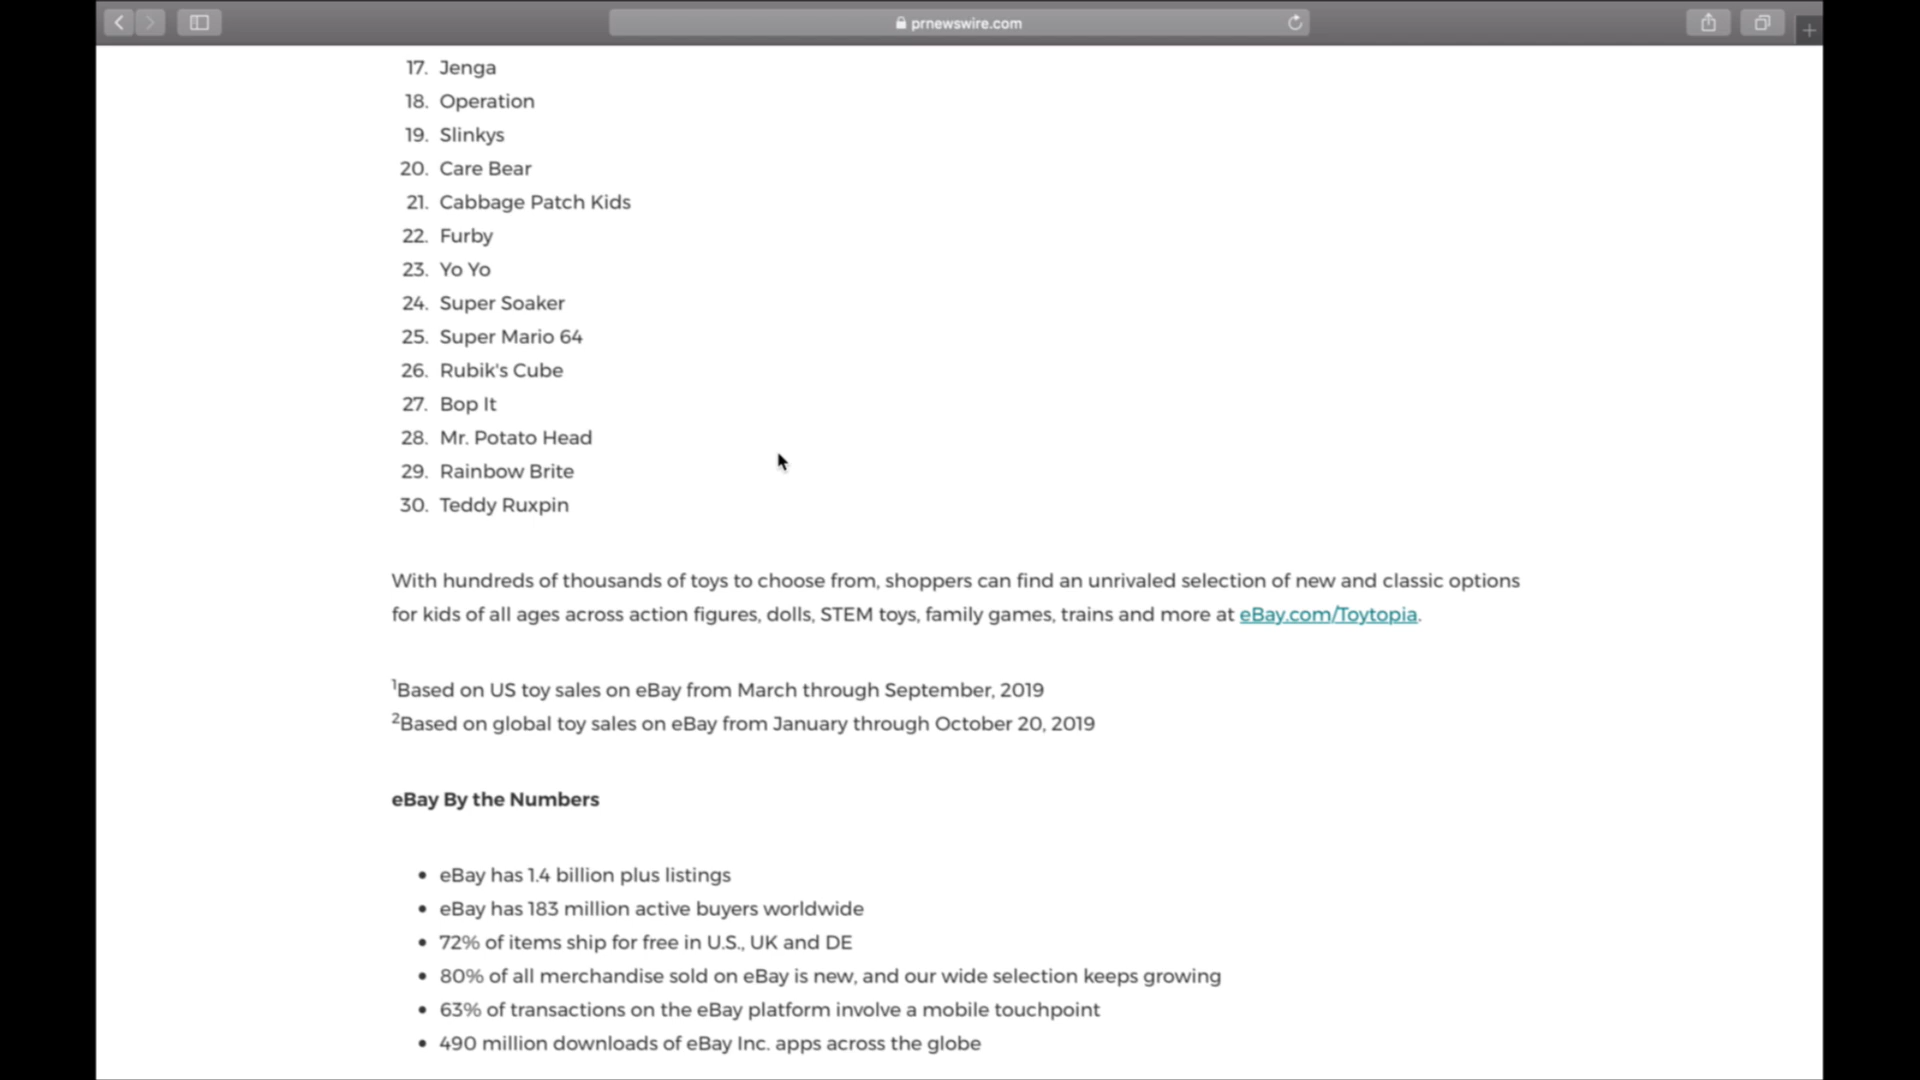 prnewswire.com
17. Jenga
18. Operation
19. Slinkys
20. Care Bear
21. Cabbage Patch Kids
22. Furby
23. Yo Yo
24. Super Soaker
25. Super Mario 64
26. Rubik's Cube
27. Bop It
28. Mr. Potato Head
29. Rainbow Brite
30. Teddy Ruxpin
With hundreds of thousands of toys to choose from, shoppers can find an unrivaled selection of new and classic options
for kids of all ages across action figures, dolls, STEM toys, family games, trains and more at eBay.com/Toytopia.
1Based on US toy sales on eBay from March through September, 2019
2Based on global toy sales on eBay from January through October 20, 2019
eBay By the Numbers
• eBay has 1.4 billion plus listings
• eBay has 183 million active buyers worldwide
• 72% of items ship for free in U.S., UK and DE
• 80% of all merchandise sold on eBay is new, and our wide selection keeps growing
• 63% of transactions on the eBay platform involve a mobile touchpoint
• 490 million downloads of eBay Inc. apps across the globe